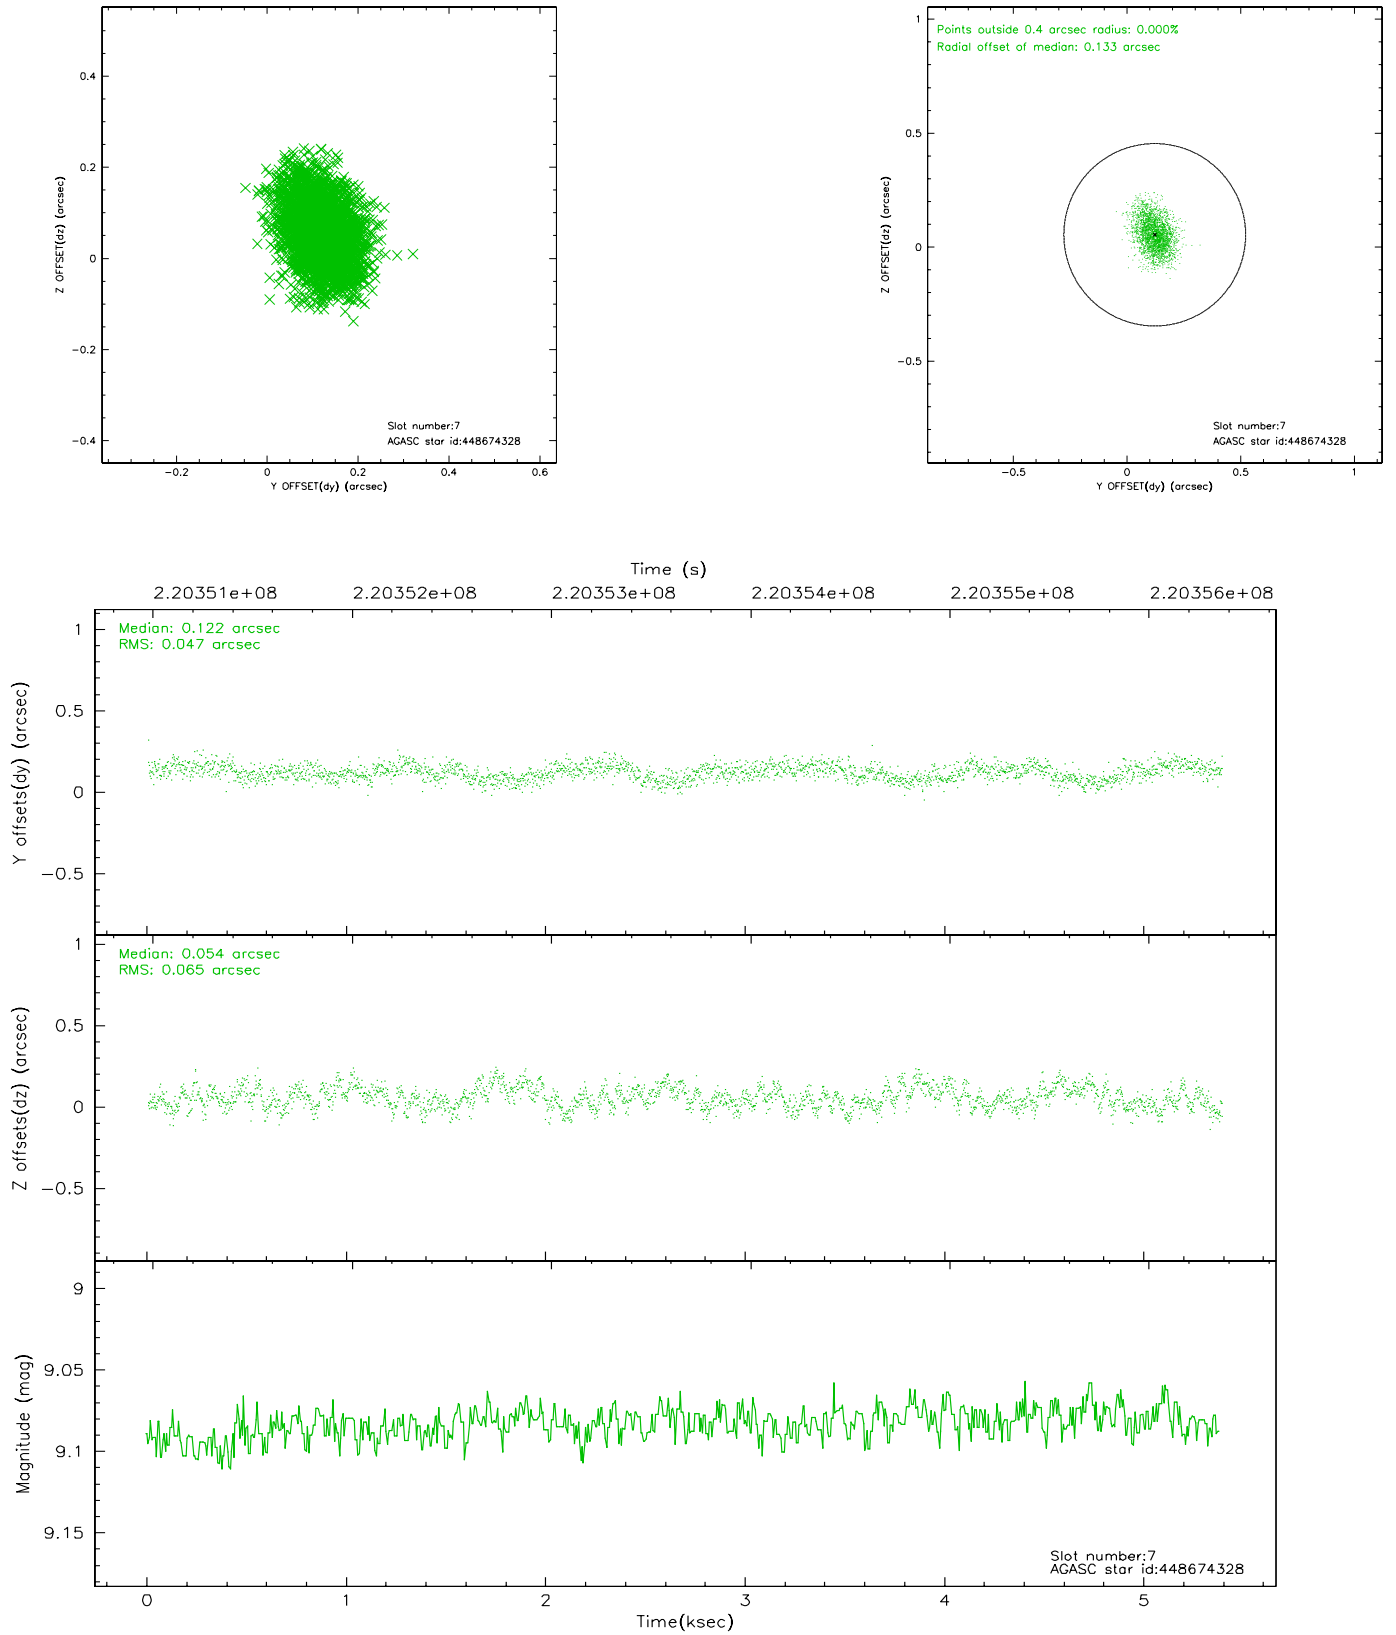 0.4
0.2
0
−0.2
−0.4
Z OFFSET(dz) (arcsec)
Slot number:7
AGASC star id:448674328
−0.2 0 0.2 0.4 0.6
Y OFFSET(dy) (arcsec)
Points outside 0.4 arcsec radius: 0.000%
Radial offset of median: 0.133 arcsec
1
0.5
0
−0.5
Z OFFSET(dz) (arcsec)
Slot number:7
AGASC star id:448674328
−0.5 0 0.5 1
Y OFFSET(dy) (arcsec)
Time (s)
2.20351e+08 2.20352e+08 2.20353e+08 2.20354e+08 2.20355e+08 2.20356e+08
Median: 0.122 arcsec
RMS: 0.047 arcsec
1
0.5
0
−0.5
Y offsets(dy) (arcsec)
Median: 0.054 arcsec
RMS: 0.065 arcsec
1
0.5
0
−0.5
Z offsets(dz) (arcsec)
9
9.05
9.1
9.15
Magnitude (mag)
Slot number:7
AGASC star id:448674328
0 1 2 3 4 5
Time(ksec)